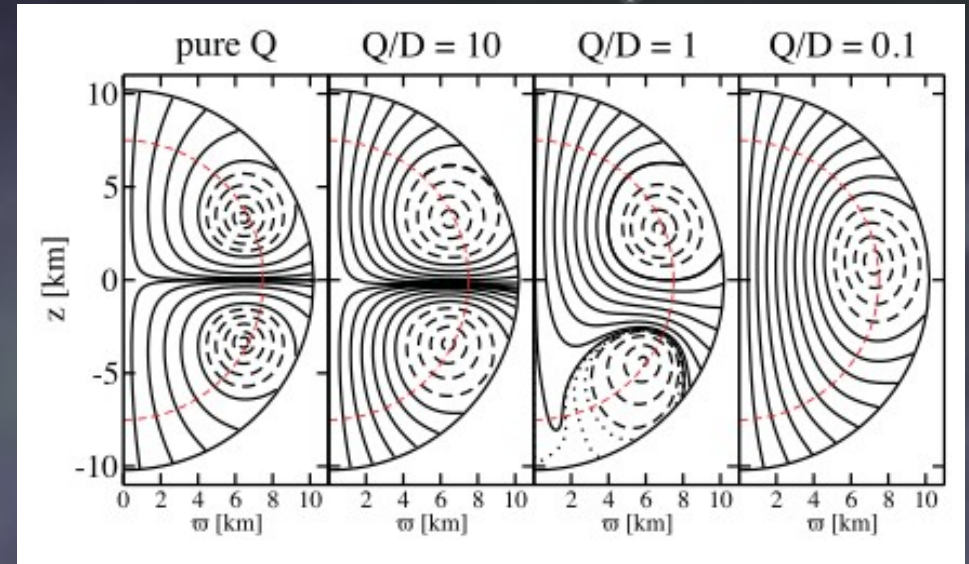 pure Q Q/D = 10 Q/D = 1 Q/D = 0.1
10
5
0
-5
-10
z [km]
0 2 4 6 8 10 2 4 6 8 10 2 4 6 8 10 2 4 6 8 10
ϖ [km] ϖ [km] ϖ [km] ϖ [km]